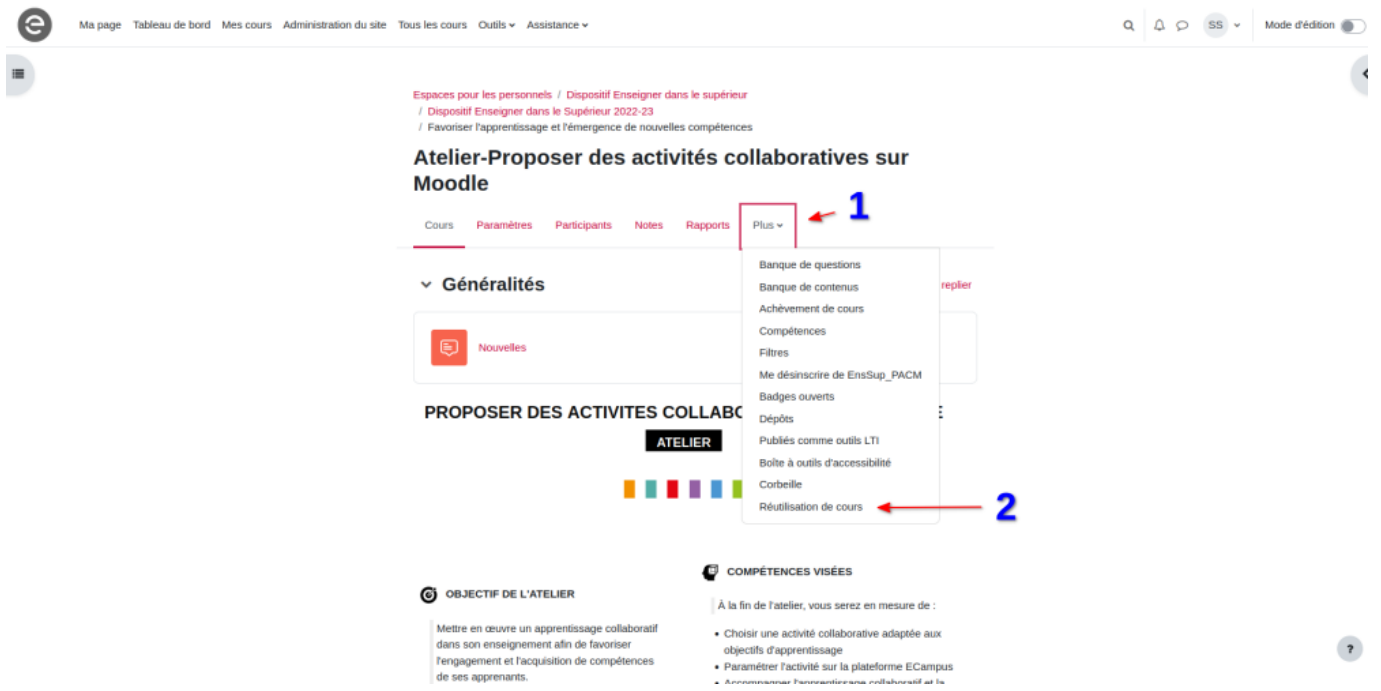 e
Ma page Tableau de bord Mes cours Administration du site Tous les cours Outils Assistance SS Mode d'édition
Espaces pour les personnels / Dispositif Enseigner dans le supérieur
/ Dispositif Enseigner dans le Supérieur 2022-23
/ Favoriser l'apprentissage et l'émergence de nouvelles compétences
Atelier-Proposer des activités collaboratives sur
Moodle
1
Cours Paramètres Participants Notes Rapports Plus
Banque de questions
Banque de contenus
Achèvement de cours
Compétences
Filtres
Me désinscrire de EnsSup_PACM
Badges ouverts
Dépôts
Publiés comme outils LTI
Boîte à outils d'accessibilité
Corbeille
Réutilisation de cours
2
Généralités
replier
Nouvelles
PROPOSER DES ACTIVITES COLLABO
ATELIER
OBJECTIF DE L'ATELIER
Mettre en œuvre un apprentissage collaboratif
dans son enseignement afin de favoriser
l'engagement et l'acquisition de compétences
de ses apprenants.
COMPÉTENCES VISÉES
À la fin de l'atelier, vous serez en mesure de :
• Choisir une activité collaborative adaptée aux
objectifs d'apprentissage
• Paramétrer l'activité sur la plateforme ECampus
• Accompagner l'apprentissage collaboratif et la
?